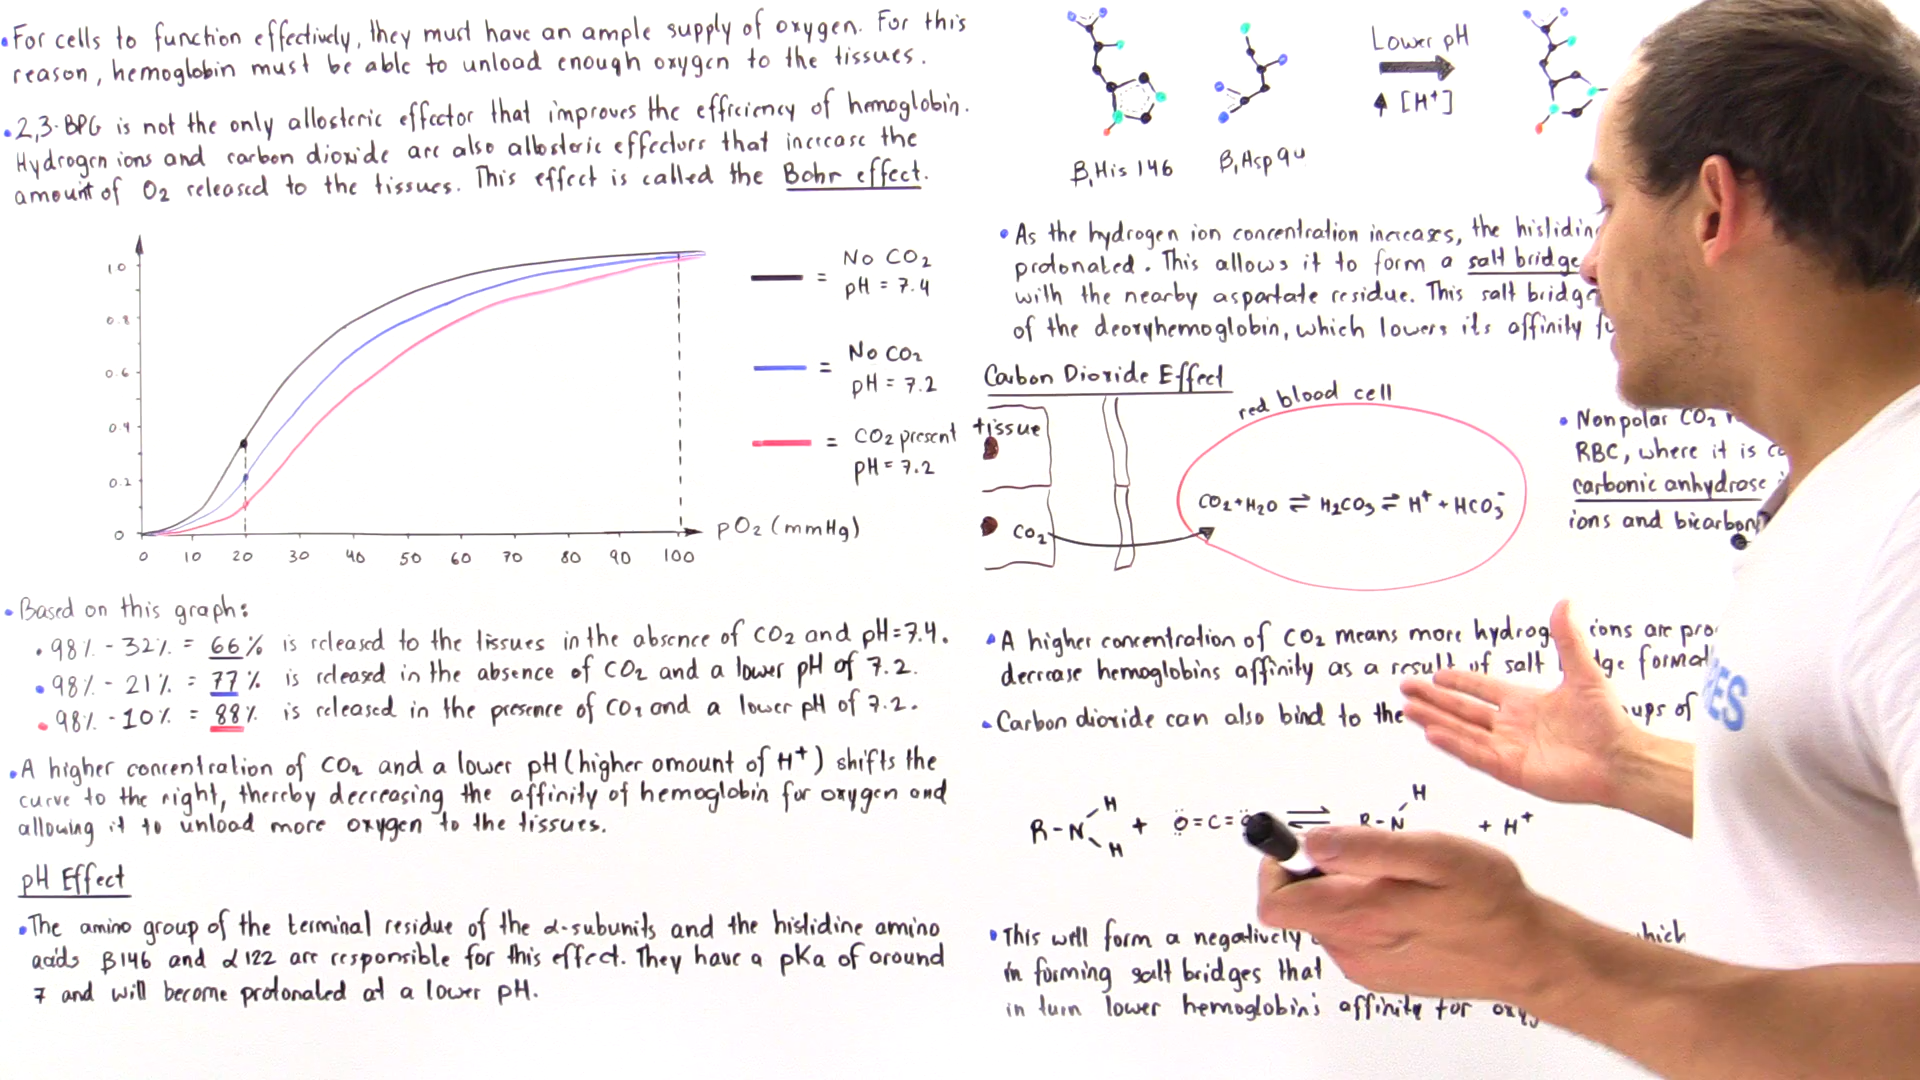 •For cells to function effectively, they must have an ample supply of oxygen. For this
reason, hemoglobin must be able to unload enough oxygen to the tissues.
•2,3-BPG is not the only allosteric effector that improves the efficiency of hemoglobin.
Hydrogen ions and carbon dioxide are also allosteric effectors that increase the
amount of O2 released to the tissues. This effect is called the Bohr effect.
1.0
0.8
0.6
0.4
0.2
0
0 10 20 30 40 50 60 70 80 90 100
pO2 (mmHg)
= No CO2
pH = 7.4
= No CO2
pH = 7.2
= CO2 present
pH = 7.2
•Based on this graph:
•98% - 32% = 66% is released to the tissues in the absence of CO2 and pH=7.4.
•98% - 21% = 77% is released in the absence of CO2 and a lower pH of 7.2.
•98% - 10% = 88% is released in the presence of CO2 and a lower pH of 7.2.
•A higher concentration of CO2 and a lower pH (higher amount of H+) shifts the
curve to the right, thereby decreasing the affinity of hemoglobin for oxygen and
allowing it to unload more oxygen to the tissues.
pH Effect
•The amino group of the terminal residue of the α-subunits and the histidine amino
acids β146 and α122 are responsible for this effect. They have a pKa of around
7 and will become protonated at a lower pH.
β1His 146
β1Asp 94
Lower pH
↑ [H+]
•As the hydrogen ion concentration increases, the histidine
protonated. This allows it to form a salt bridge
with the nearby aspartate residue. This salt bridge
of the deoxyhemoglobin, which lowers its affinity
Carbon Dioxide Effect
tissue
CO2
red blood cell
CO2+H2O ⇌ H2CO3 ⇌ H+ + HCO3-
•Nonpolar CO2
RBC, where it is
carbonic anhydrase
ions and
•A higher concentration of CO2 means more ions are
decrease hemoglobins affinity as a result of salt
•Carbon dioxide can also bind to the of
R-N H H + O=C= ⇌ R-N H + H+
•This will form a negatively which
in forming salt bridges that
in turn lower hemoglobin's affinity for